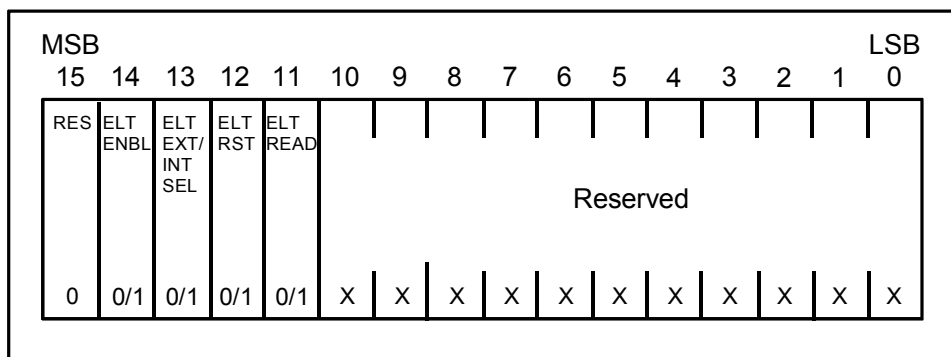 MSB LSB
15 14 13 12 11 10 9 8 7 6 5 4 3 2 1 0
RES ELT ELT ELT ELT
ENBL EXT/ RST READ
INT
SEL
Reserved
0 0/1 0/1 0/1 0/1 X X X X X X X X X X X